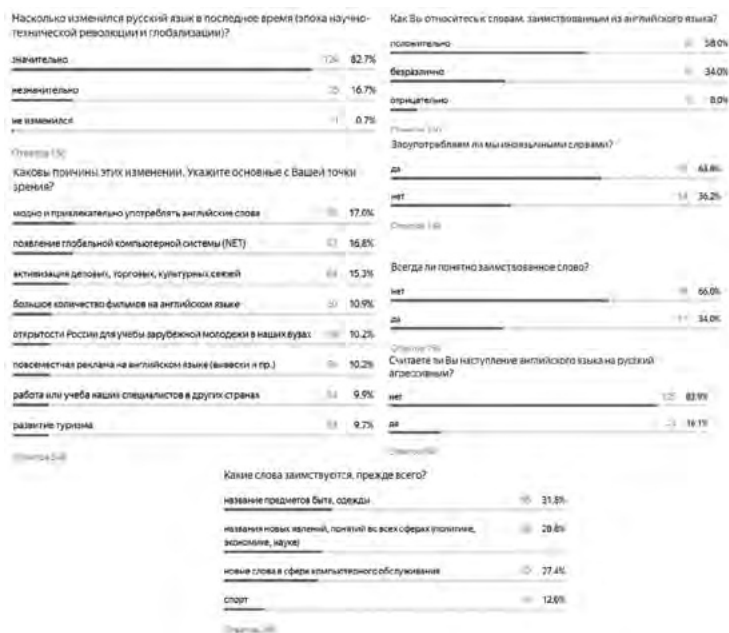 Насколько изменился русский язык в последнее время (эпоха научно-
технической революции и глобализации)?
значительно 124 82.7%
незначительно 25 16.7%
не изменился 1 0.7%
Каковы причины этих изменении. Укажите основные с Вашей точки
зрения?
модно и привлекательно употреблять английские слова 17.0%
появление глобальной компьютерной системы (NET) 16.8%
активизация деловых, торговых, культурных связей 15.3%
большое количество фильмов на английском языке 10.9%
открытости России для учебы зарубежной молодежи в наших вузах 10.2%
повсеместная реклама на английском языке (вывески и пр.) 10.2%
работа или учеба наших специалистов в других странах 9.9%
развитие туризма 9.7%
Как Вы относитесь к словам, заимствованным из английского языка?
положительно 58.0%
безразлично 34.0%
отрицательно 8.0%
Злоупотребляем ли мы иноязычными словами?
да 63.8%
нет 36.2%
Всегда ли понятно заимствованное слово?
нет 66.0%
да 34.0%
Считаете ли Вы наступление английского языка на русский
агрессивным?
нет 83.9%
да 16.1%
Какие слова заимствуются, прежде всего?
название предметов быта, одежды 31.8%
названия новых явлений, понятий во всех сферах (политике,
экономике, науке) 28.8%
новые слова в сфере компьютерного обслуживания 27.4%
спорт 12.0%